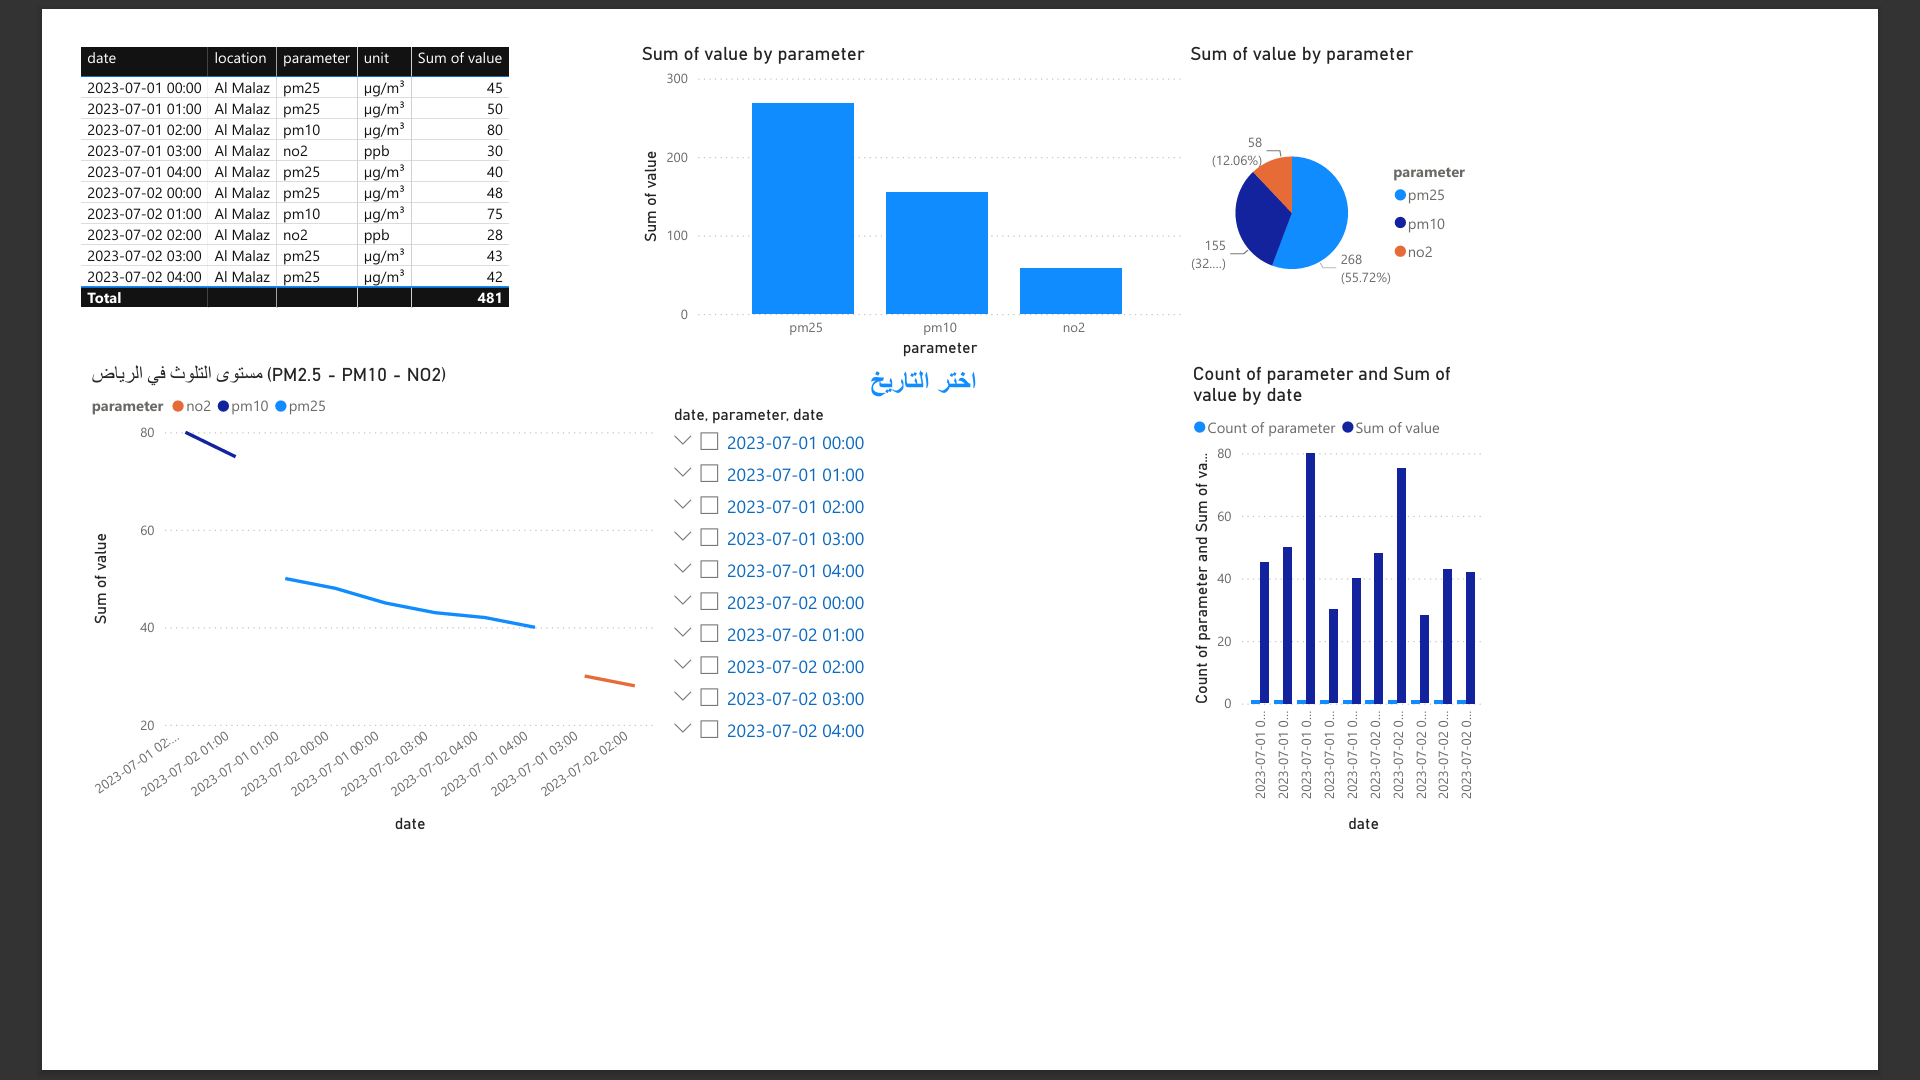 date location parameter unit Sum of value
2023-07-01 00:00 Al Malaz pm25 µg/m³ 45
2023-07-01 01:00 Al Malaz pm25 µg/m³ 50
2023-07-01 02:00 Al Malaz pm10 µg/m³ 80
2023-07-01 03:00 Al Malaz no2 ppb 30
2023-07-01 04:00 Al Malaz pm25 µg/m³ 40
2023-07-02 00:00 Al Malaz pm25 µg/m³ 48
2023-07-02 01:00 Al Malaz pm10 µg/m³ 75
2023-07-02 02:00 Al Malaz no2 ppb 28
2023-07-02 03:00 Al Malaz pm25 µg/m³ 43
2023-07-02 04:00 Al Malaz pm25 µg/m³ 42
Total 481
Sum of value by parameter
Sum of value
300
200
100
0
pm25 pm10 no2
parameter
Sum of value by parameter
58
(12.06%)
155
(32....)
268
(55.72%)
parameter
pm25
pm10
no2
مستوى التلوث في الرياض (PM2.5 - PM10 - NO2)
parameter no2 pm10 pm25
Sum of value
80
60
40
20
2023-07-01 02:...
2023-07-02 01:00
2023-07-01 01:00
2023-07-02 00:00
2023-07-01 00:00
2023-07-02 03:00
2023-07-02 04:00
2023-07-01 04:00
2023-07-01 03:00
2023-07-02 02:00
date
اختر التاريخ
date, parameter, date
2023-07-01 00:00
2023-07-01 01:00
2023-07-01 02:00
2023-07-01 03:00
2023-07-01 04:00
2023-07-02 00:00
2023-07-02 01:00
2023-07-02 02:00
2023-07-02 03:00
2023-07-02 04:00
Count of parameter and Sum of
value by date
Count of parameter Sum of value
Count of parameter and Sum of va...
80
60
40
20
0
2023-07-01 0...
2023-07-01 0...
2023-07-01 0...
2023-07-01 0...
2023-07-01 0...
2023-07-02 0...
2023-07-02 0...
2023-07-02 0...
2023-07-02 0...
2023-07-02 0...
date